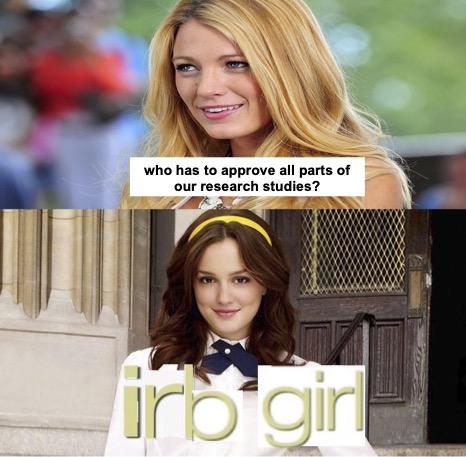 who has to approve all parts of
our research studies?
irb girl